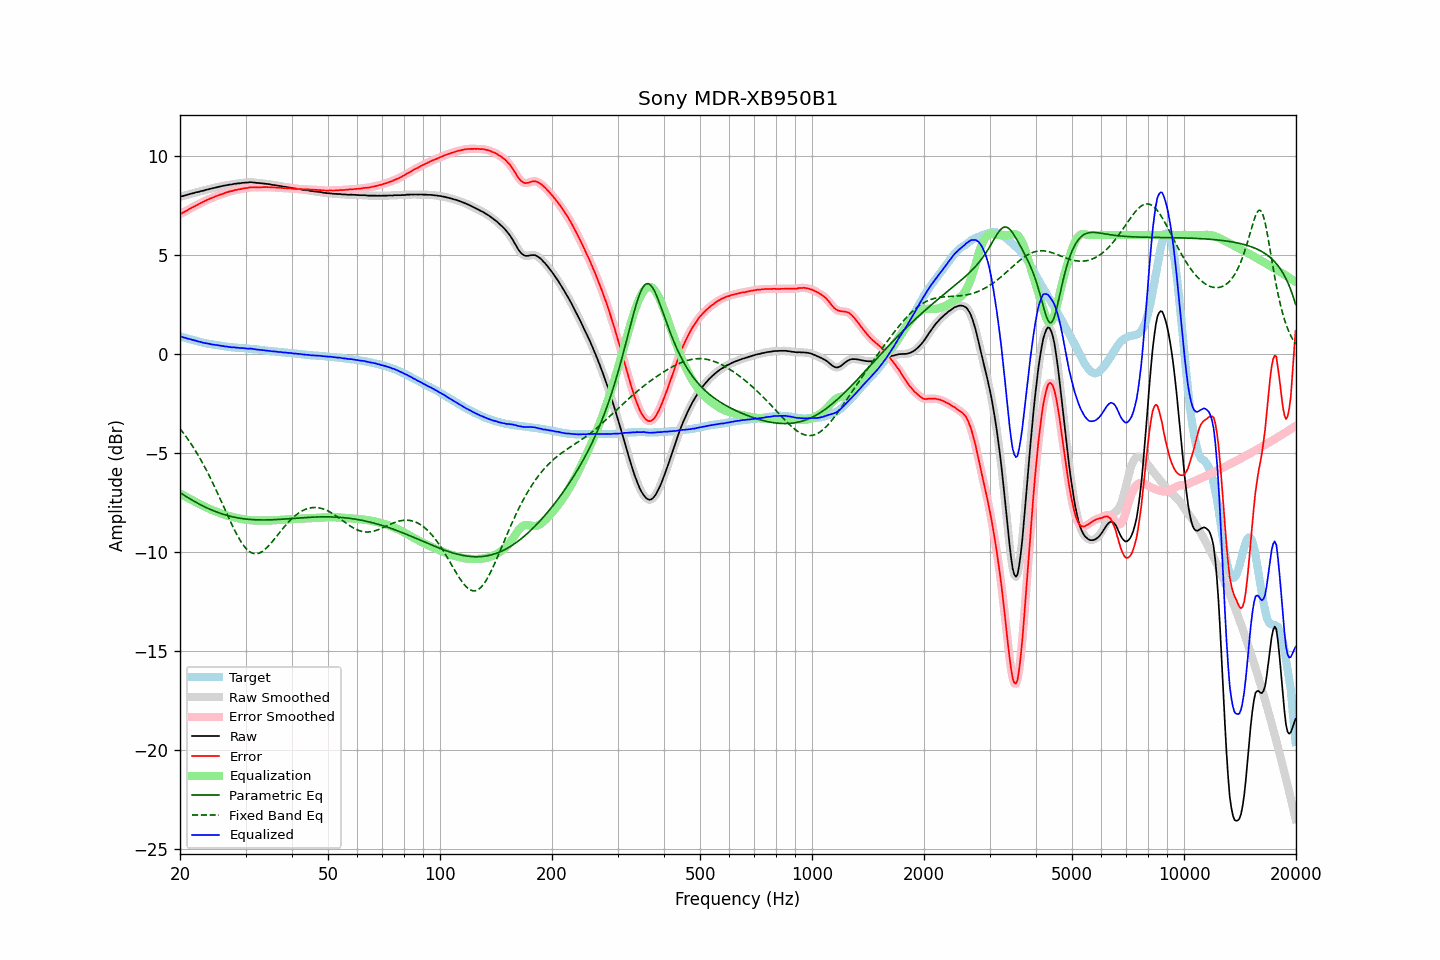 Sony MDR-XB950B1
Amplitude (dBr)
10
5
0
−5
−10
−15
−20
−25
Target
Raw Smoothed
Error Smoothed
Raw
Error
Equalization
Parametric Eq
Fixed Band Eq
Equalized
20 50 100 200 500 1000 2000 5000 10000 20000
Frequency (Hz)